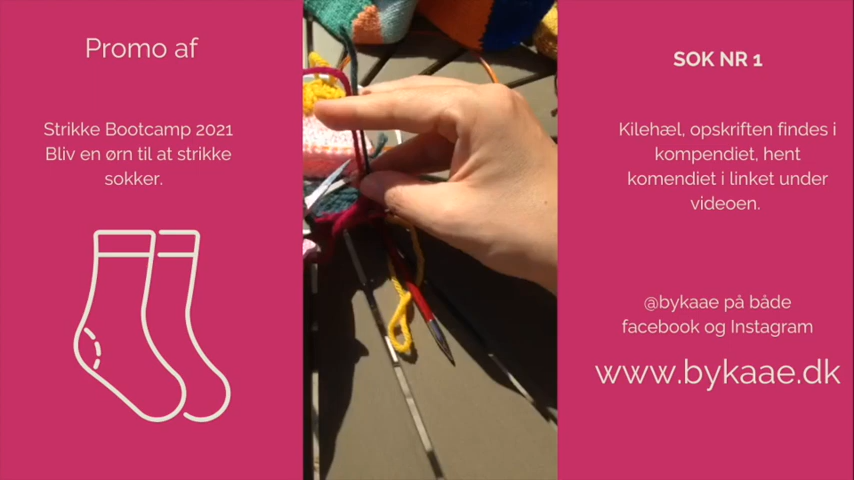 Promo af
Strikke Bootcamp 2021
Bliv en ørn til at strikke
sokker.
SOK NR 1
Kilehæl, opskriften findes i
kompendiet, hent
komendiet i linket under
videoen.
@bykaae på både
facebook og Instagram
www.bykaae.dk